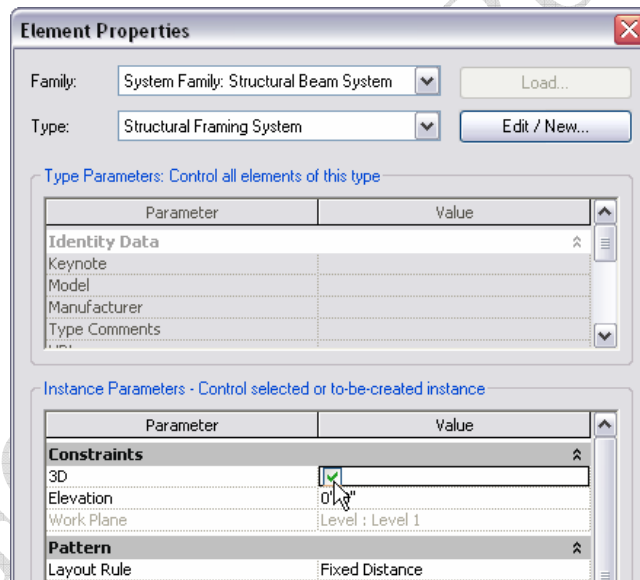 Element Properties
Family: System Family: Structural Beam System Load...
Type: Structural Framing System Edit / New...
Type Parameters: Control all elements of this type
Parameter Value
Identity Data
Keynote
Model
Manufacturer
Type Comments
Instance Parameters - Control selected or to-be-created instance
Parameter Value
Constraints
3D
Elevation
Work Plane Level : Level 1
Pattern
Layout Rule Fixed Distance